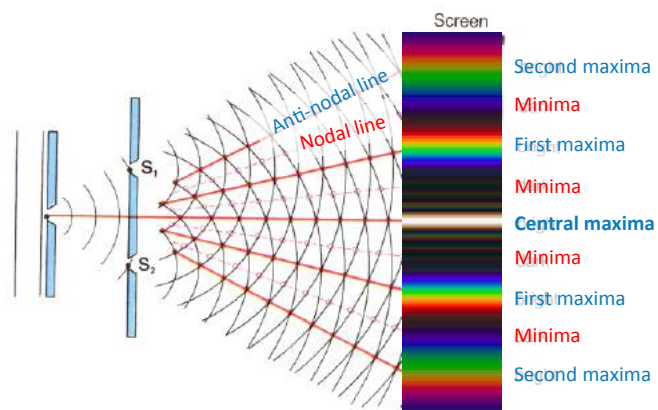 Screen
Second maxima
Anti-nodal line
Minima
Nodal line
First maxima
S₁
Minima
Central maxima
Minima
S₂
First maxima
Minima
Second maxima